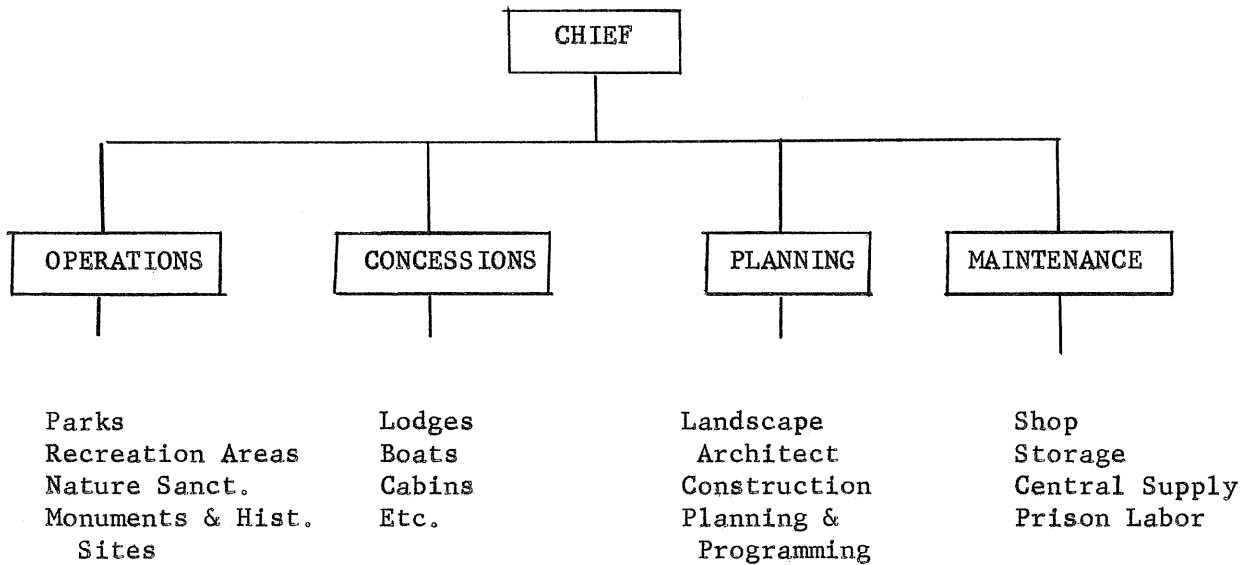 CHIEF
OPERATIONS
CONCESSIONS
PLANNING
MAINTENANCE
Parks
Recreation Areas
Nature Sanct.
Monuments & Hist.
Sites
Lodges
Boats
Cabins
Etc.
Landscape
Architect
Construction
Planning &
Programming
Shop
Storage
Central Supply
Prison Labor